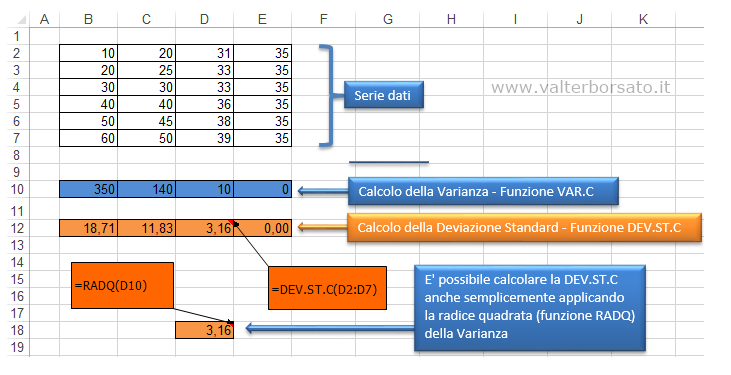 A B C D E F G H I J K
1
2 10 20 31 35
3 20 25 33 35
4 30 30 33 35
5 40 40 36 35
6 50 45 38 35
7 60 50 39 35
8
9
10 350 140 10 0
11
12 18,71 11,83 3,16 0,00
13
14
15
16
17
18 3,16
19
www.valterborsato.it
Serie dati
Calcolo della Varianza - Funzione VAR.C
Calcolo della Deviazione Standard - Funzione DEV.ST.C
=RADQ(D10)
=DEV.ST.C(D2:D7)
E' possibile calcolare la DEV.ST.C
anche semplicemente applicando
la radice quadrata (funzione RADQ)
della Varianza